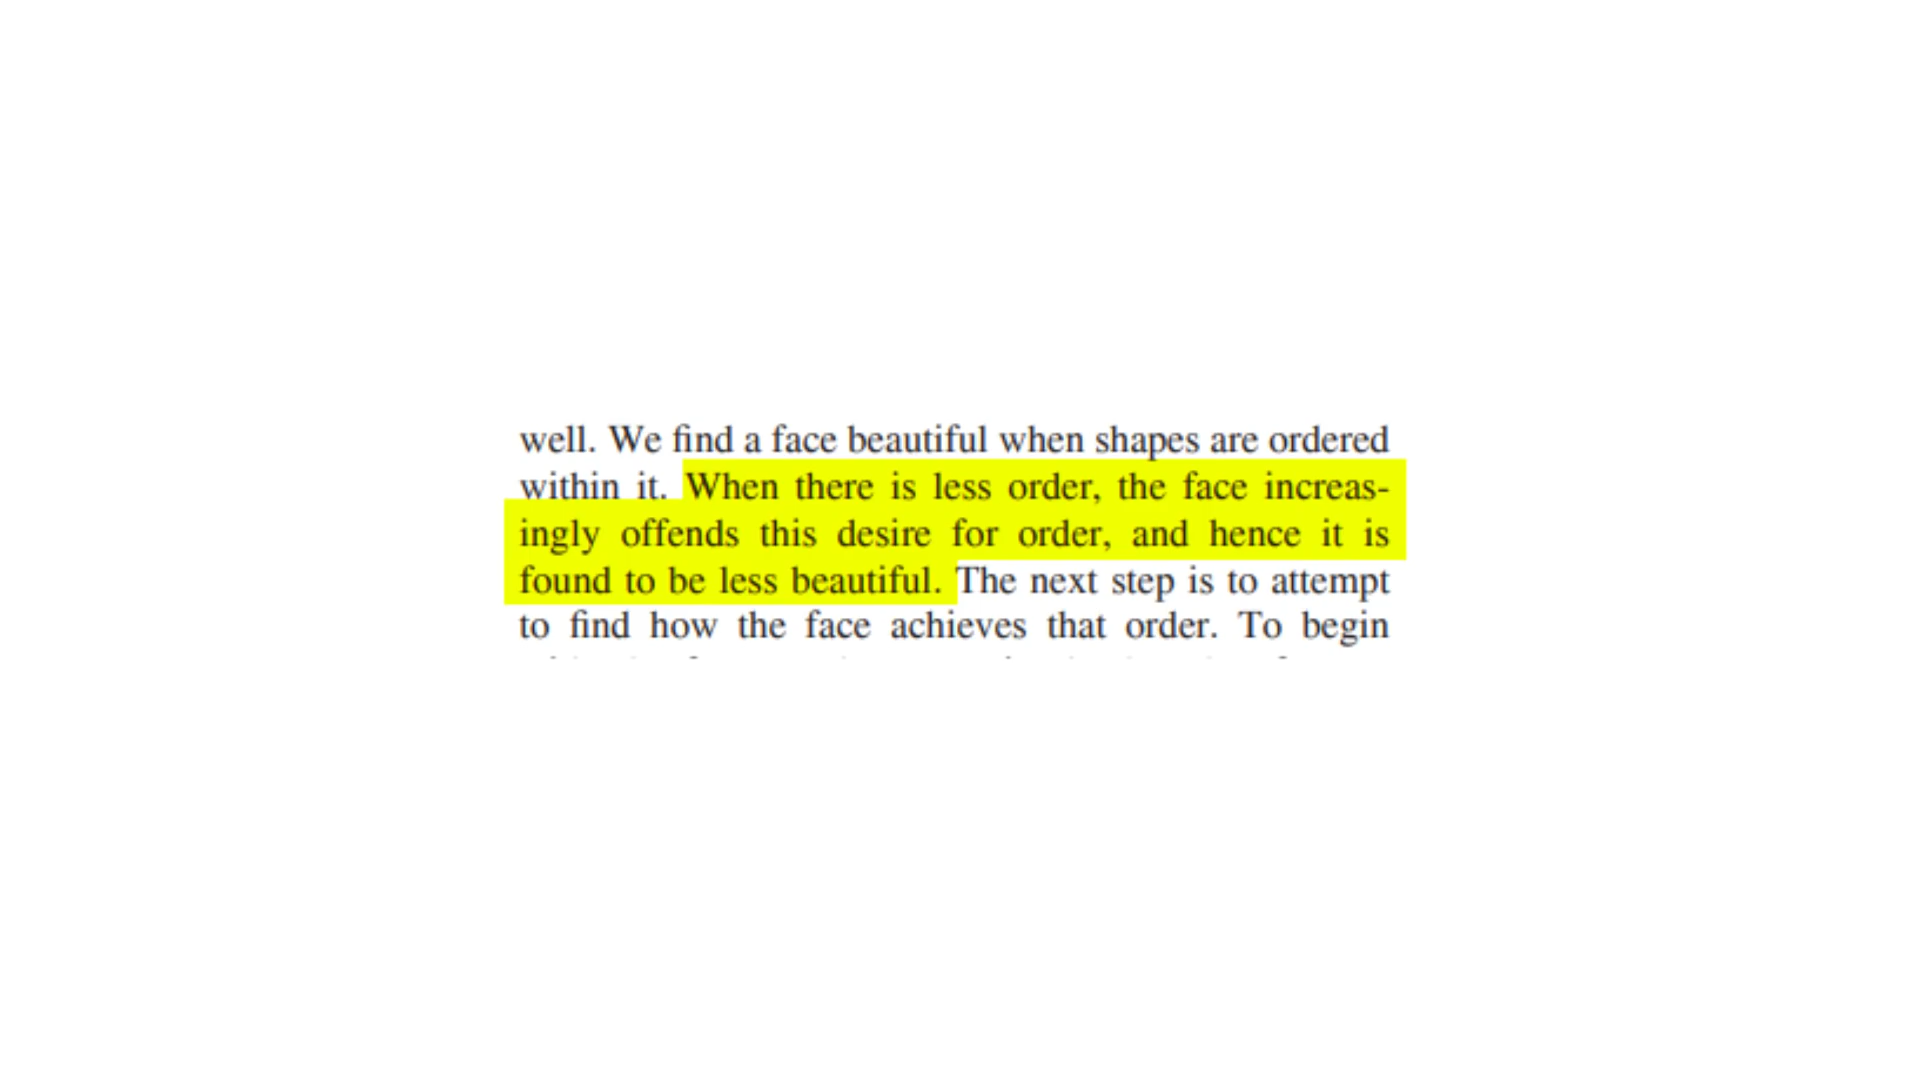 well. We find a face beautiful when shapes are ordered
within it. When there is less order, the face increas-
ingly offends this desire for order, and hence it is
found to be less beautiful. The next step is to attempt
to find how the face achieves that order. To begin